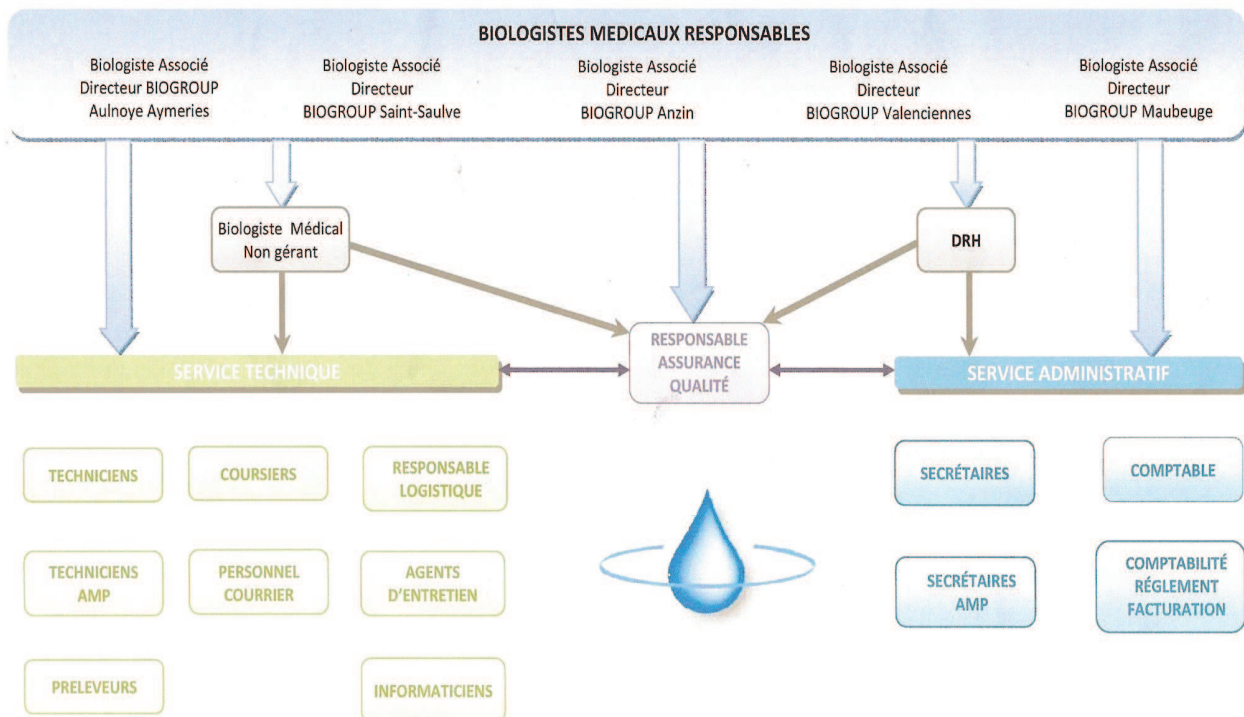 BIOLOGISTES MEDICAUX RESPONSABLES
Biologiste Associé
Directeur BIOGROUP
Aulnoye Aymeries
Biologiste Associé
Directeur
BIOGROUP Saint-Saulve
Biologiste Associé
Directeur
BIOGROUP Anzin
Biologiste Associé
Directeur
BIOGROUP Valenciennes
Biologiste Associé
Directeur
BIOGROUP Maubeuge
Biologiste Médical
Non gérant
DRH
RESPONSABLE
ASSURANCE
QUALITÉ
SERVICE TECHNIQUE
SERVICE ADMINISTRATIF
TECHNICIENS
COURSIERS
RESPONSABLE
LOGISTIQUE
SECRÉTAIRES
COMPTABLE
TECHNICIENS
AMP
PERSONNEL
COURRIER
AGENTS
D'ENTRETIEN
SECRÉTAIRES
AMP
COMPTABILITÉ
RÉGLEMENT
FACTURATION
PRELEVEURS
INFORMATICIENS